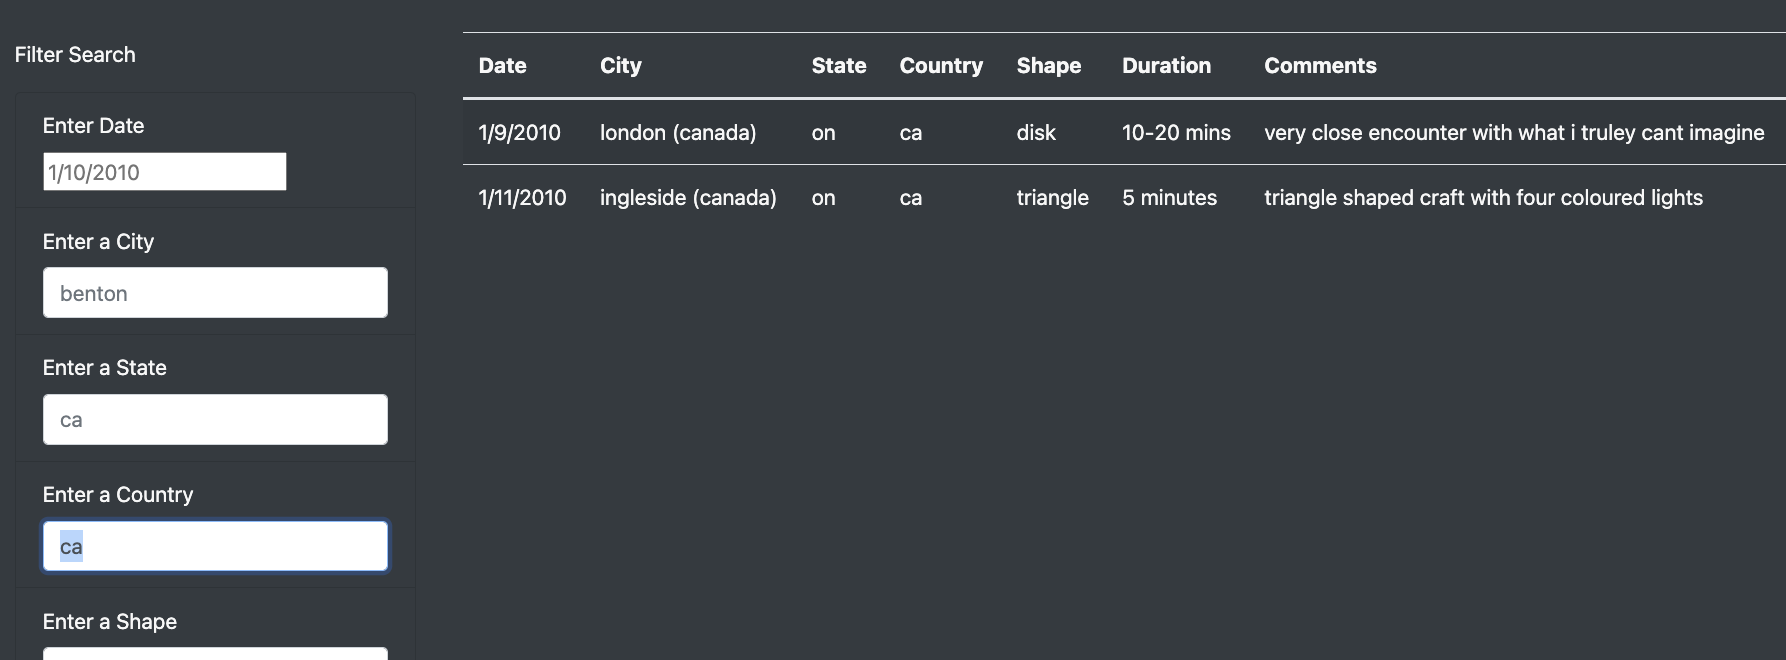 Filter Search
Enter Date
1/10/2010
Enter a City
benton
Enter a State
ca
Enter a Country
ca
Enter a Shape
Date City State Country Shape Duration Comments
1/9/2010 london (canada) on ca disk 10-20 mins very close encounter with what i truley cant imagine
1/11/2010 ingleside (canada) on ca triangle 5 minutes triangle shaped craft with four coloured lights